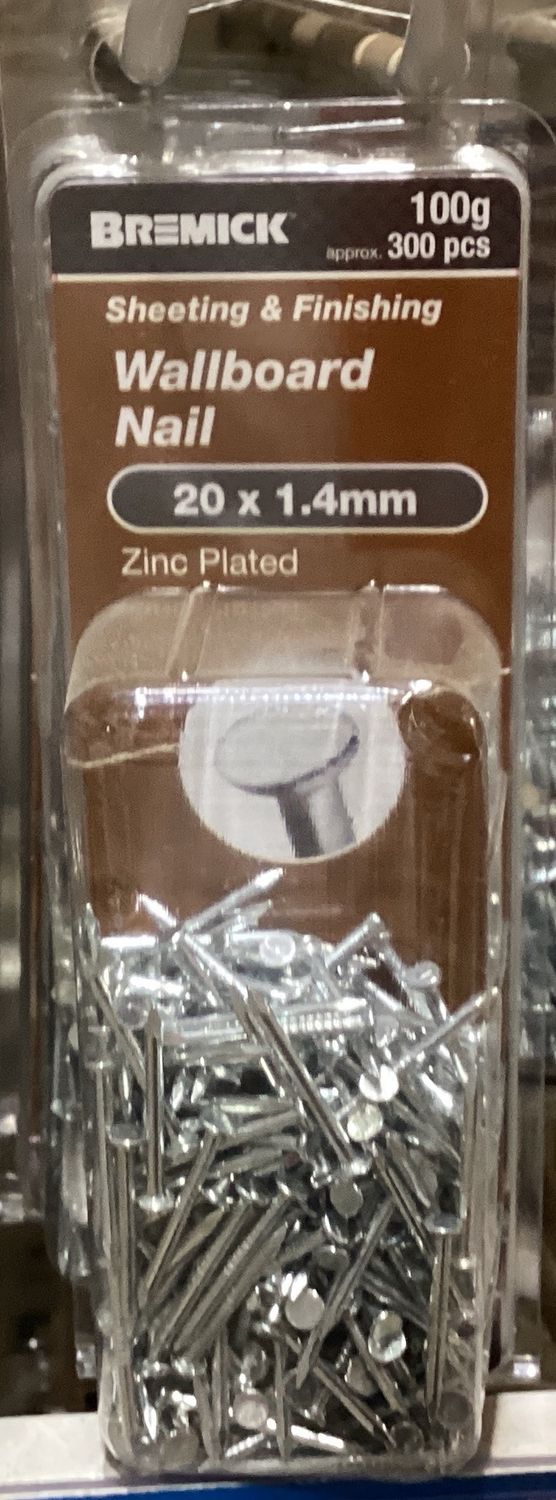 BREMICK
100g
approx. 300 pcs
Sheeting & Finishing
Wallboard
Nail
20 x 1.4mm
Zinc Plated